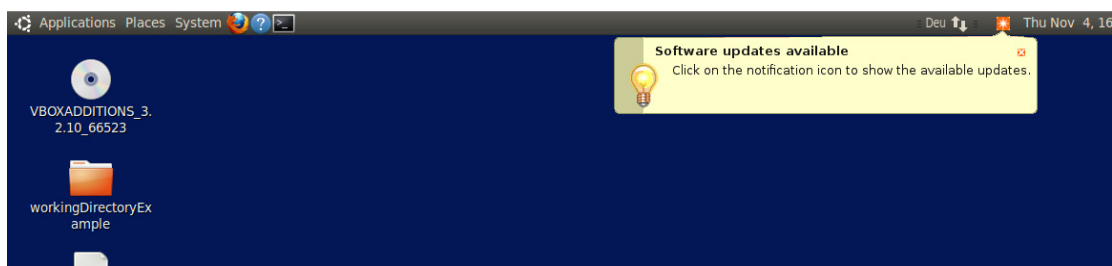 Applications Places System ? >_ Deu Thu Nov 4, 16
Software updates available
Click on the notification icon to show the available updates.
VBOXADDITIONS_3.
2.10_66523
workingDirectoryEx
ample